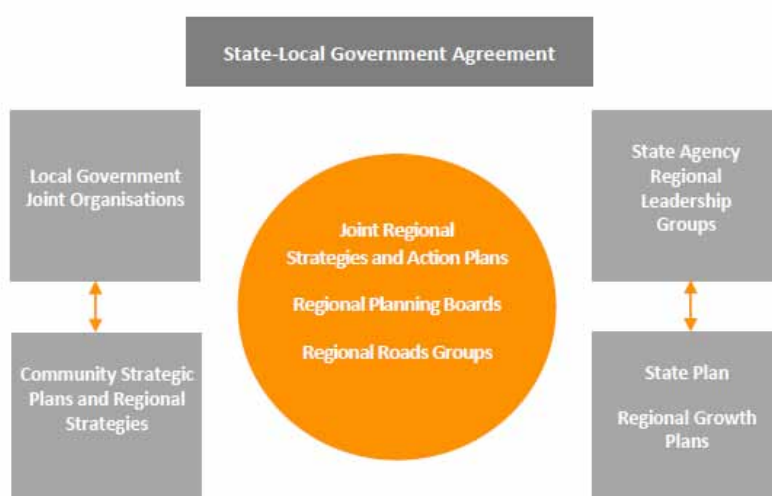 State-Local Government Agreement
Local Government
Joint Organisations
State Agency
Regional
Leadership
Groups
Joint Regional
Strategies and Action Plans
Regional Planning Boards
Regional Roads Groups
Community Strategic
Plans and Regional
Strategies
State Plan
Regional Growth
Plans